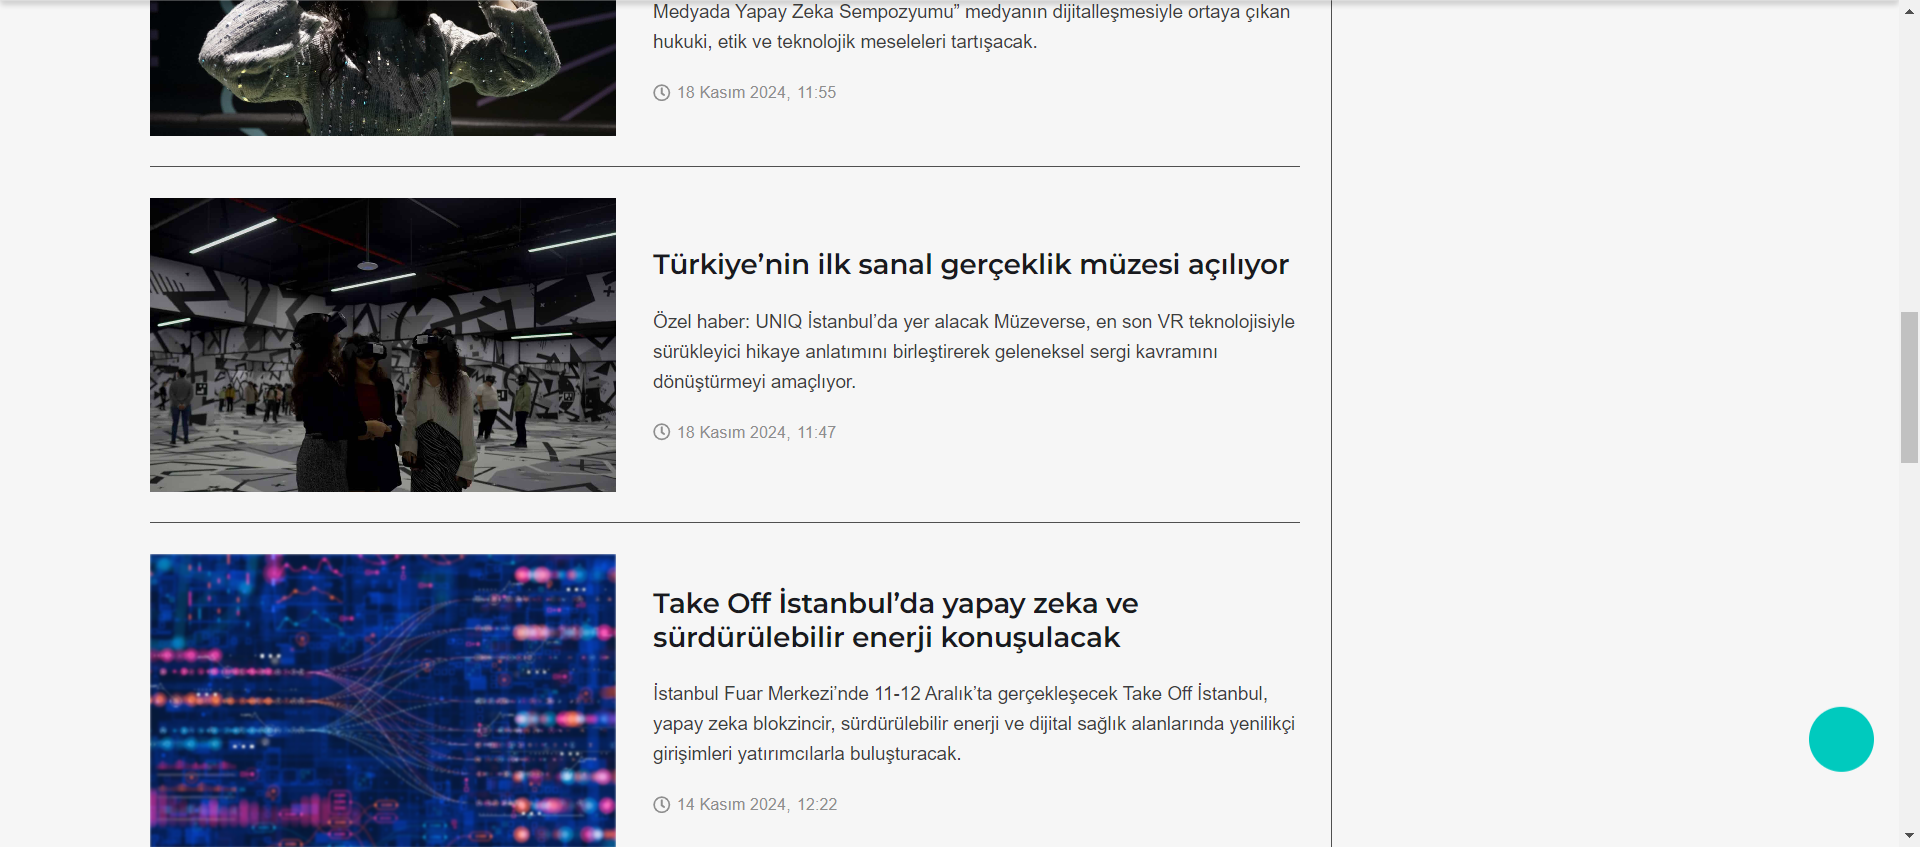 Medyada Yapay Zeka Sempozyumu” medyanın dijitalleşmesiyle ortaya çıkan
hukuki, etik ve teknolojik meseleleri tartışacak.
18 Kasım 2024, 11:55
Türkiye’nin ilk sanal gerçeklik müzesi açılıyor
Özel haber: UNIQ İstanbul’da yer alacak Müzeverse, en son VR teknolojisiyle
sürükleyici hikaye anlatımını birleştirerek geleneksel sergi kavramını
dönüştürmeyi amaçlıyor.
18 Kasım 2024, 11:47
Take Off İstanbul’da yapay zeka ve
sürdürülebilir enerji konuşulacak
İstanbul Fuar Merkezi’nde 11-12 Aralık’ta gerçekleşecek Take Off İstanbul,
yapay zeka blokzincir, sürdürülebilir enerji ve dijital sağlık alanlarında yenilikçi
girişimleri yatırımcılarla buluşturacak.
14 Kasım 2024, 12:22